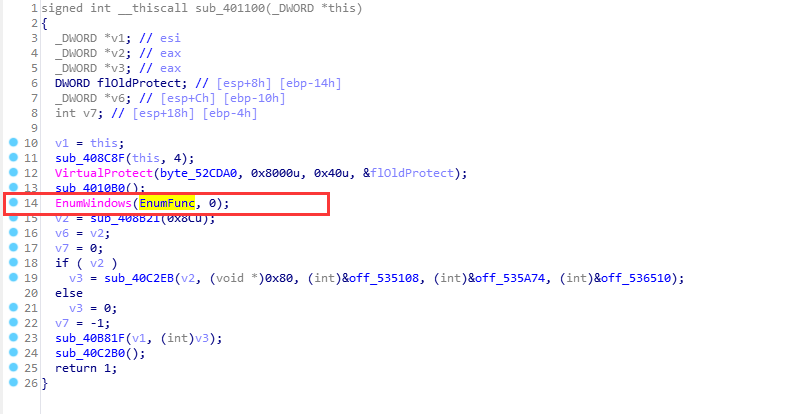 1 signed int __thiscall sub_401100(_DWORD *this)
2 {
3 _DWORD *v1; // esi
4 _DWORD *v2; // eax
5 _DWORD *v3; // eax
6 DWORD flOldProtect; // [esp+8h] [ebp-14h]
7 _DWORD *v6; // [esp+Ch] [ebp-10h]
8 int v7; // [esp+18h] [ebp-4h]
9
10 v1 = this;
11 sub_408C8F(this, 4);
12 VirtualProtect(byte_52CDA0, 0x8000u, 0x40u, &flOldProtect);
13 sub_4010B0();
14 EnumWindows(EnumFunc, 0);
15 v2 = sub_408B21(0x8Cu);
16 v6 = v2;
17 v7 = 0;
18 if ( v2 )
19 v3 = sub_40C2EB(v2, (void *)0x80, (int)&off_535108, (int)&off_535A74, (int)&off_536510);
20 else
21 v3 = 0;
22 v7 = -1;
23 sub_40B81F(v1, (int)v3);
24 sub_40C2B0();
25 return 1;
26 }